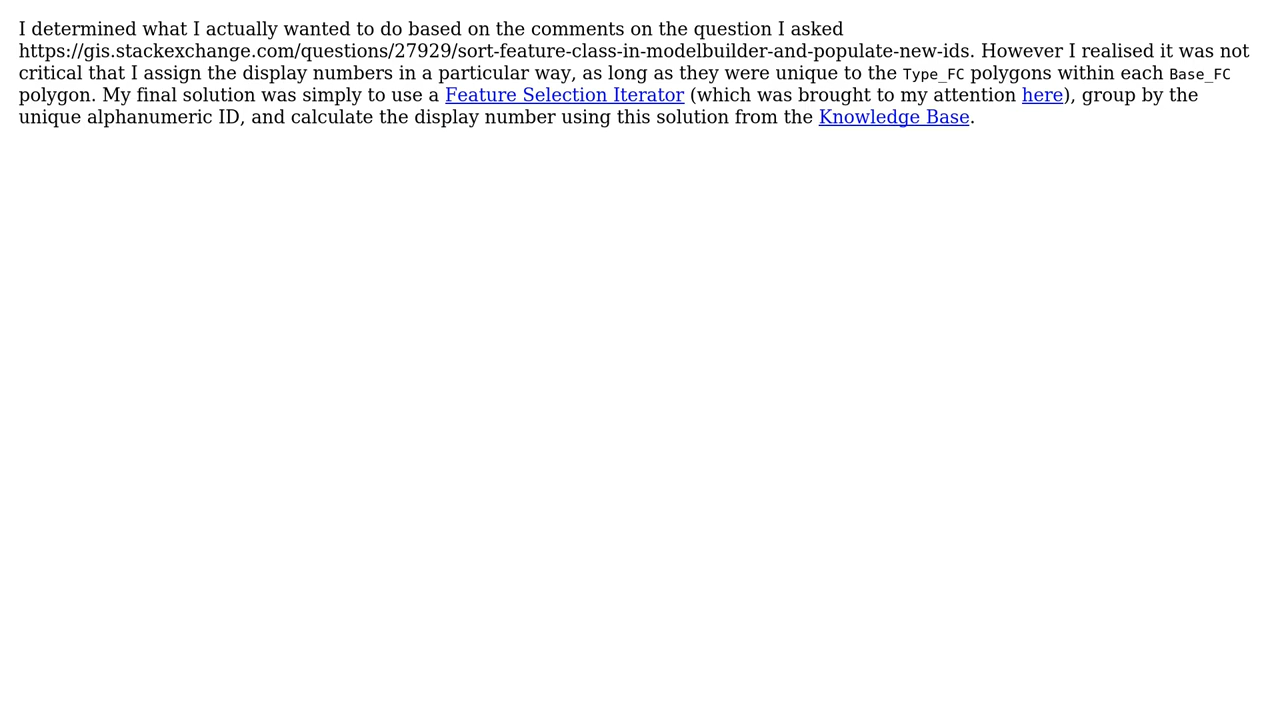 I determined what I actually wanted to do based on the comments on the question I asked
https://gis.stackexchange.com/questions/27929/sort-feature-class-in-modelbuilder-and-populate-new-ids. However I realised it was not
critical that I assign the display numbers in a particular way, as long as they were unique to the Type_FC polygons within each Base_FC
polygon. My final solution was simply to use a Feature Selection Iterator (which was brought to my attention here), group by the
unique alphanumeric ID, and calculate the display number using this solution from the Knowledge Base.